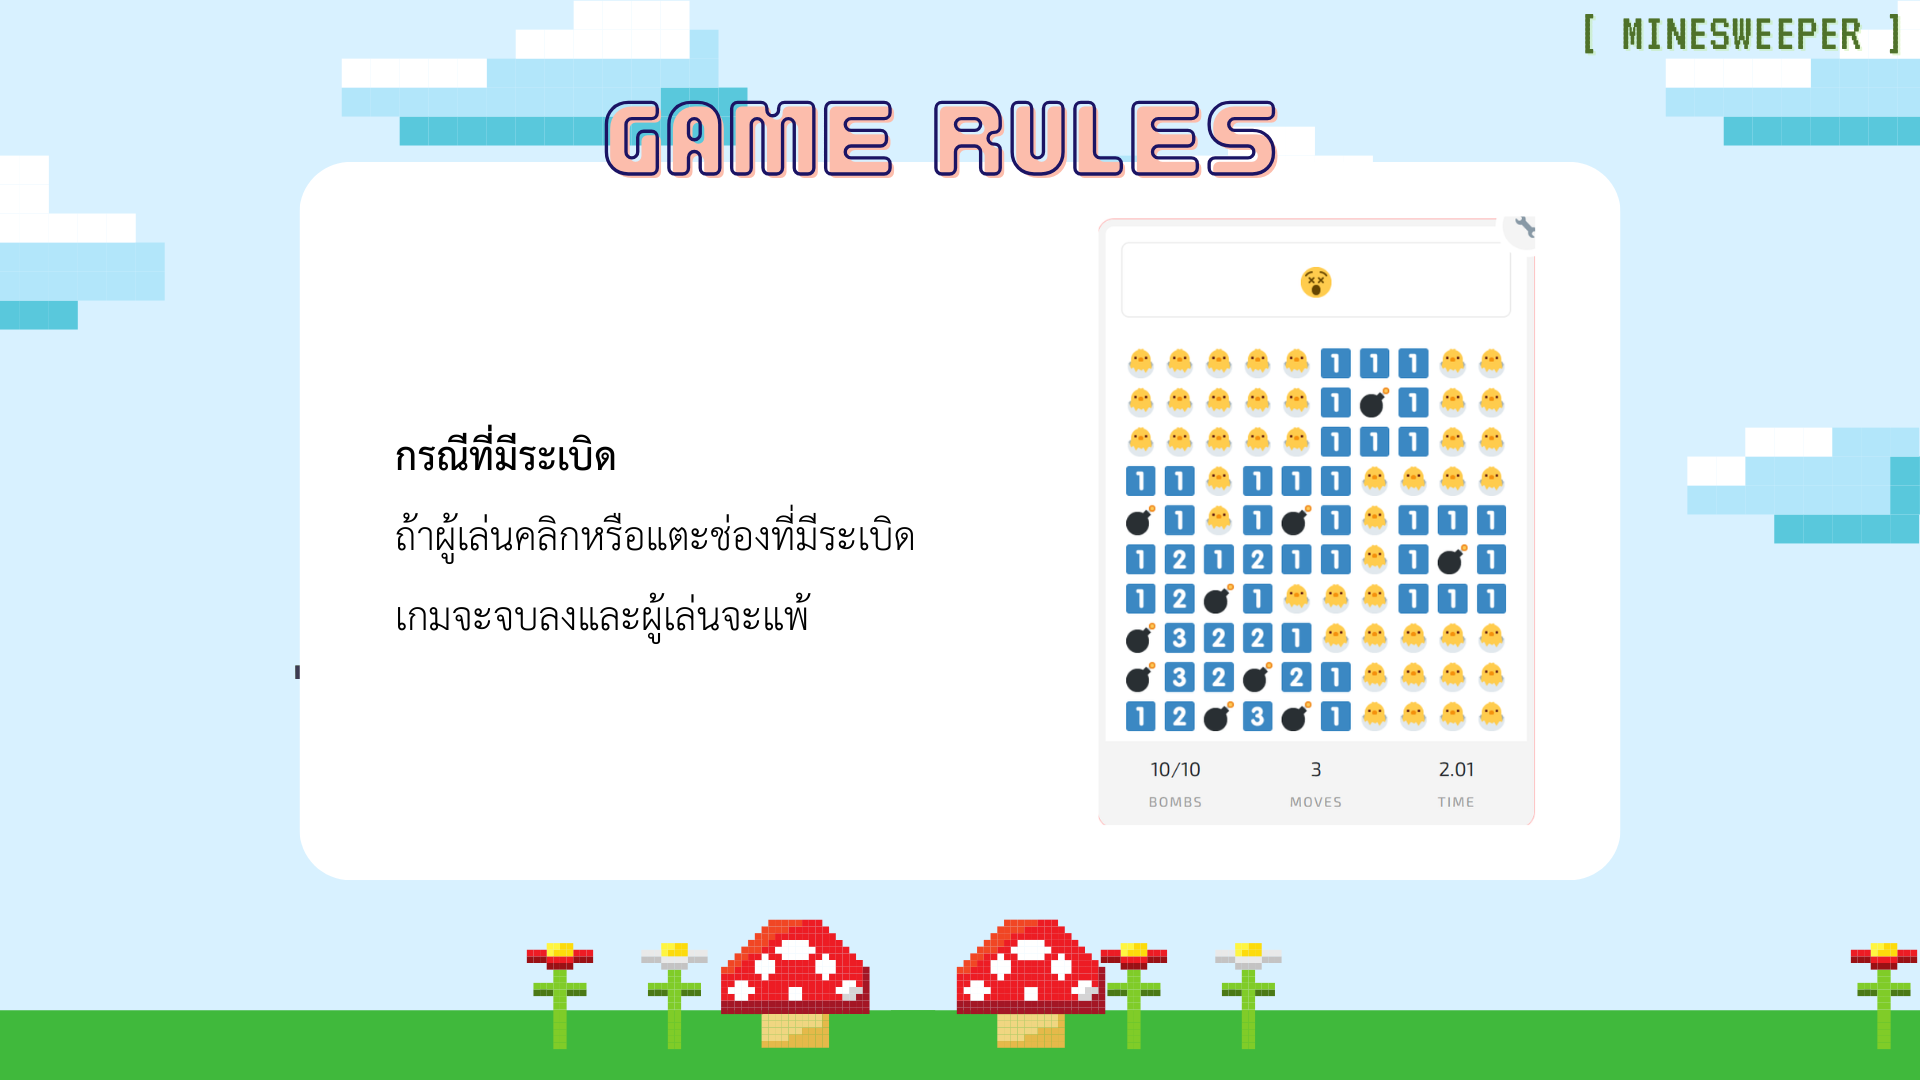 [ MINESWEEPER ]
GAME RULES
กรณีที่มีระเบิด
ถ้าผู้เล่นคลิกหรือแตะช่องที่มีระเบิด
เกมจะจบลงและผู้เล่นจะแพ้
1 1 1
1 1
1 1 1
1 1 1 1 1
1 1 1 1 1 1
1 2 1 2 1 1 1 1
1 2 1 1 1 1
3 2 2 1
3 2 2 1
1 2 3 1
10/10 3 2.01
BOMBS MOVES TIME